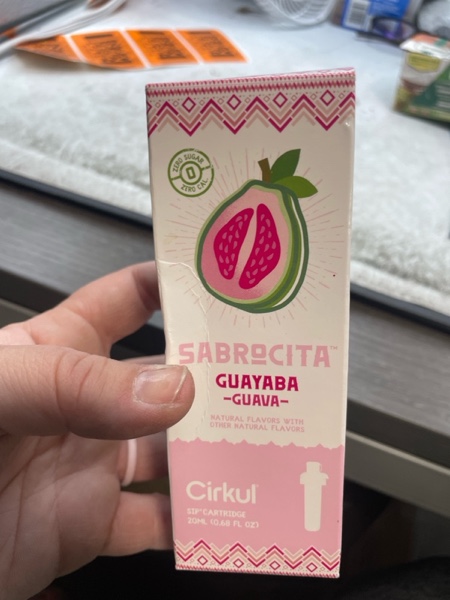 ZERO SUGAR
0
ZERO CAL
SABROCITA™
GUAYABA
-GUAVA-
NATURAL FLAVORS WITH
OTHER NATURAL FLAVORS
Cirkul®
SIP® CARTRIDGE
20ML (0.68 FL OZ)